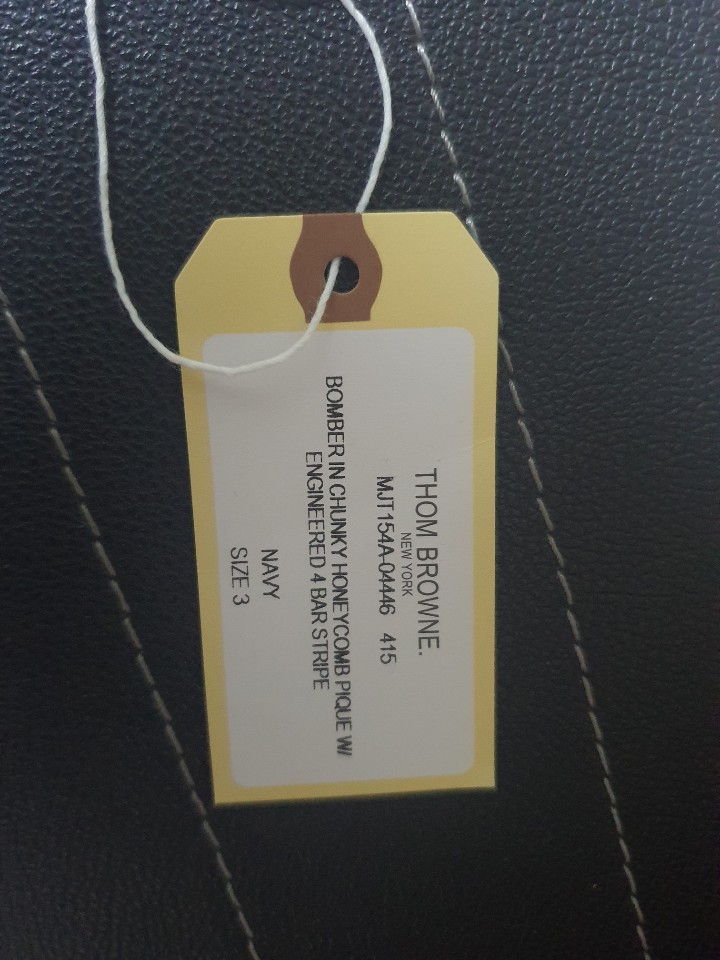 THOM BROWNE.
NEW YORK
MJT154A-04446 415
BOMBER IN CHUNKY HONEYCOMB PIQUE W/
ENGINEERED 4 BAR STRIPE
NAVY
SIZE 3